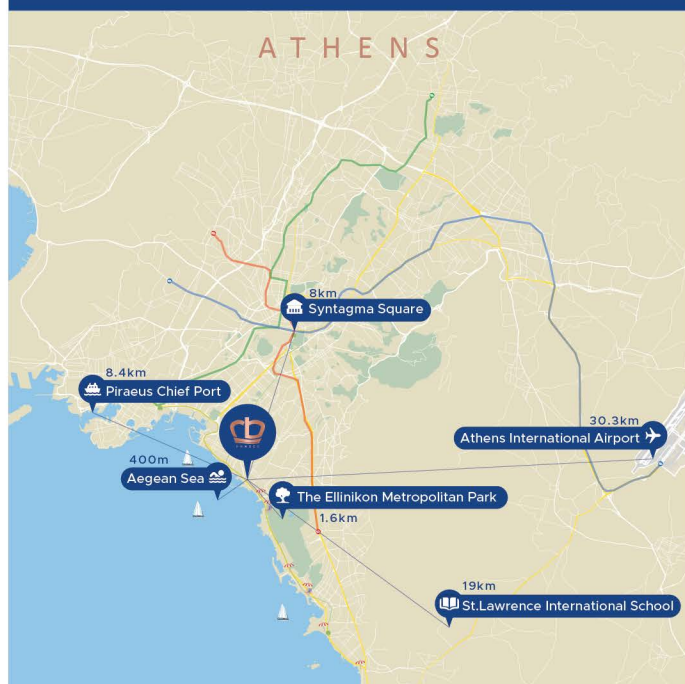 ATHENS
8km
Syntagma Square
8.4km
Piraeus Chief Port
30.3km
Athens International Airport
400m
Aegean Sea
The Ellinikon Metropolitan Park
1.6km
19km
St.Lawrence International School